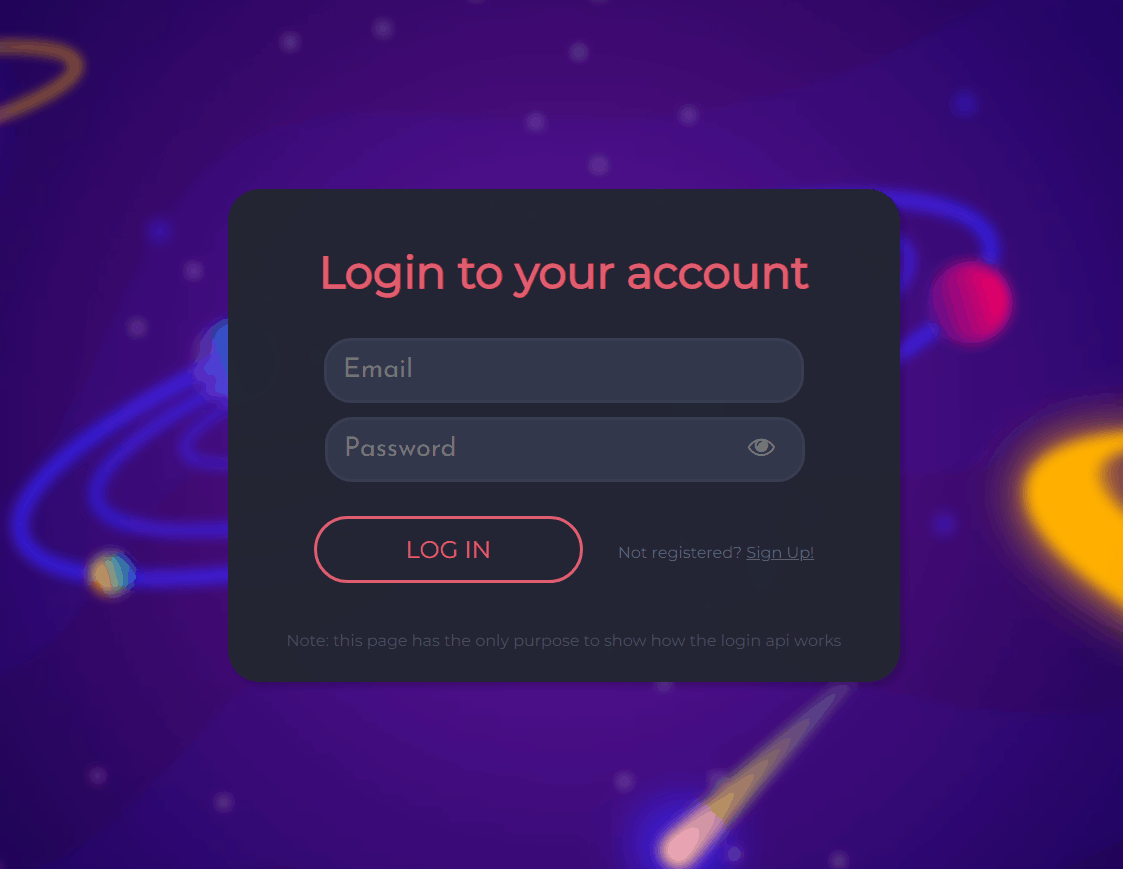 Login to your account
Email
Password
LOG IN
Not registered? Sign Up!
Note: this page has the only purpose to show how the login api works